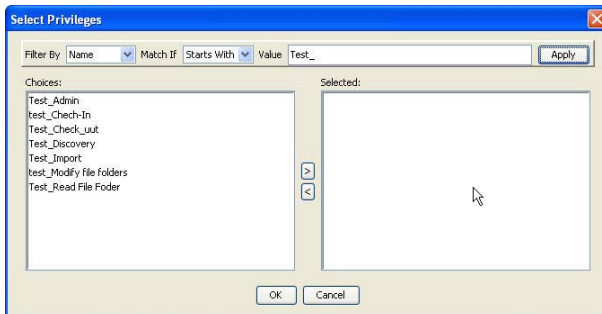 Select Privileges
Filter By Name Match If Starts With Value Test_ Apply
Choices: Selected:
Test_Admin
test_Chech-In
Test_Check_uut
Test_Discovery
Test_Import
test_Modify file folders
Test_Read File Foder
>
<
OK Cancel